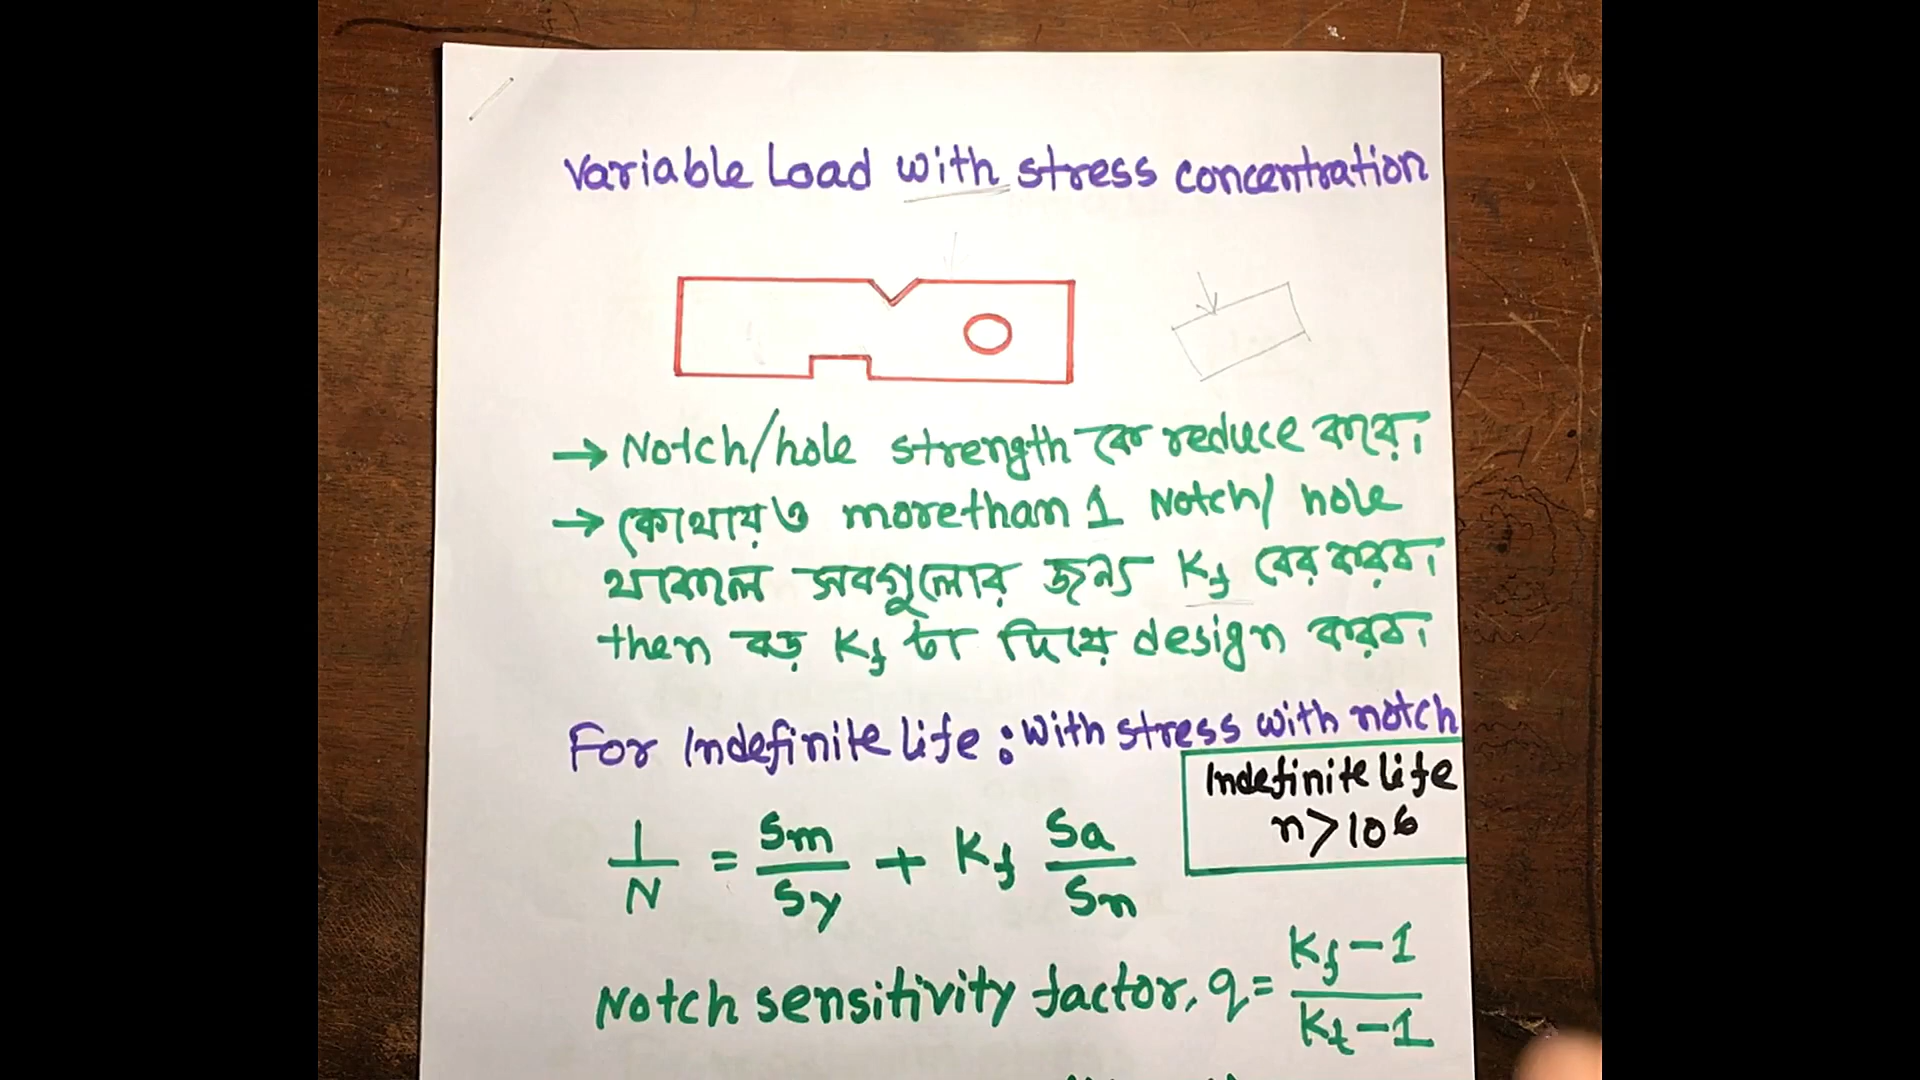 Variable Load with stress concentration
→ Notch/hole strength কে reduce করে।
→ কোথায়ও morethan 1 Notch/ hole
থাকলে সবগুলোর জন্য Kf বের করব।
then বড় Kf টা দিয়ে design করব।
For Indefinite Life : With stress with notch
Indefinite life
n>10^6
1/N = Sm/Sy + Kf Sa/Sn
Notch sensitivity factor, q = Kf-1/Kt-1